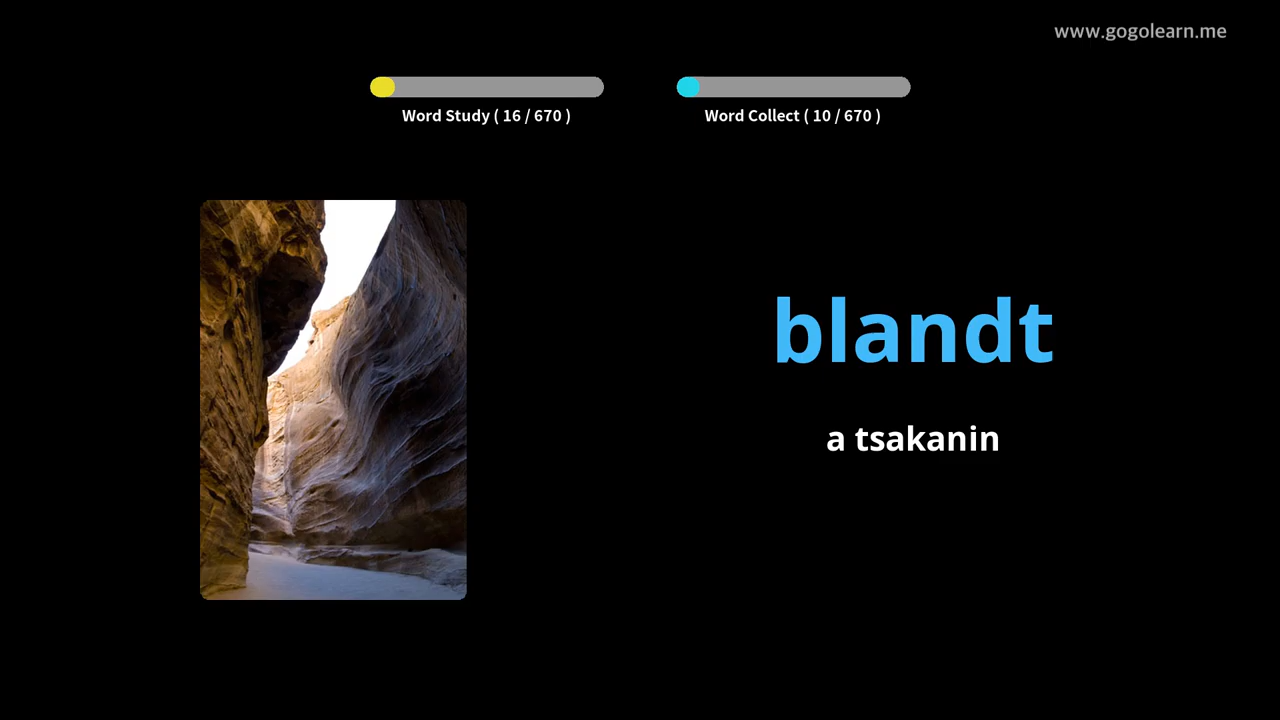 www.gogolearn.me
Word Study ( 16 / 670 )
Word Collect ( 10 / 670 )
blandt
a tsakanin